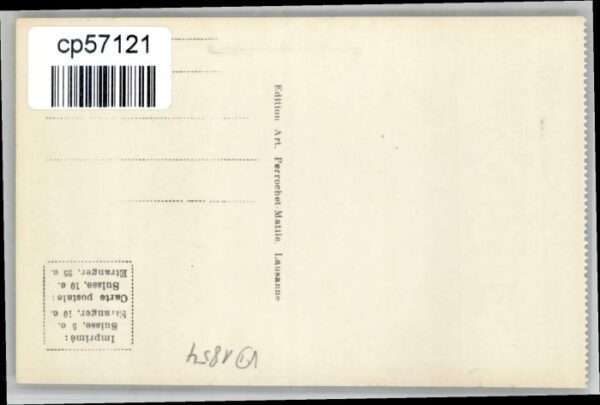 cp57121
Edition Art. Perrochet-Matile, Lausanne
Imprimé:
Suisse, 5 c.
Etranger, 10 c.
Carte postale:
Suisse, 10 c.
Etranger, 25 c.